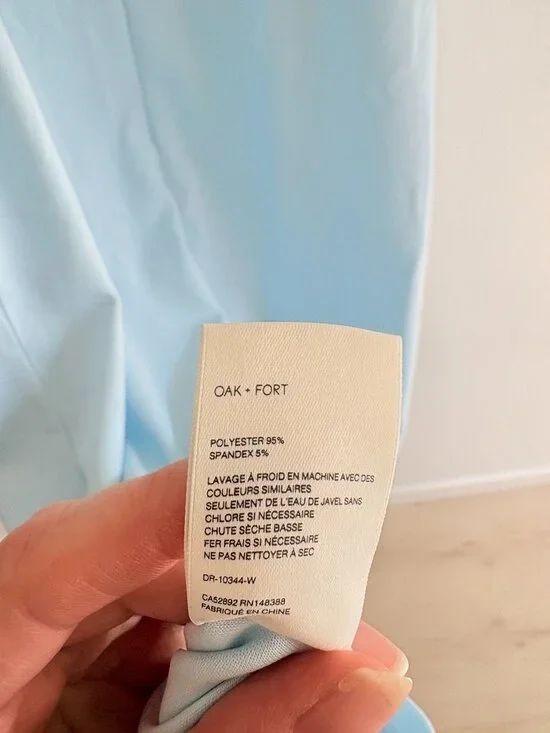 OAK + FORT
POLYESTER 95%
SPANDEX 5%
LAVAGE À FROID EN MACHINE AVEC DES
COULEURS SIMILAIRES
SEULEMENT DE L'EAU DE JAVEL SANS
CHLORE SI NÉCESSAIRE
CHUTE SÈCHE BASSE
FER FRAIS SI NÉCESSAIRE
NE PAS NETTOYER À SEC
DR-10344-W
CA52892 RN148388
FABRIQUÉ EN CHINE